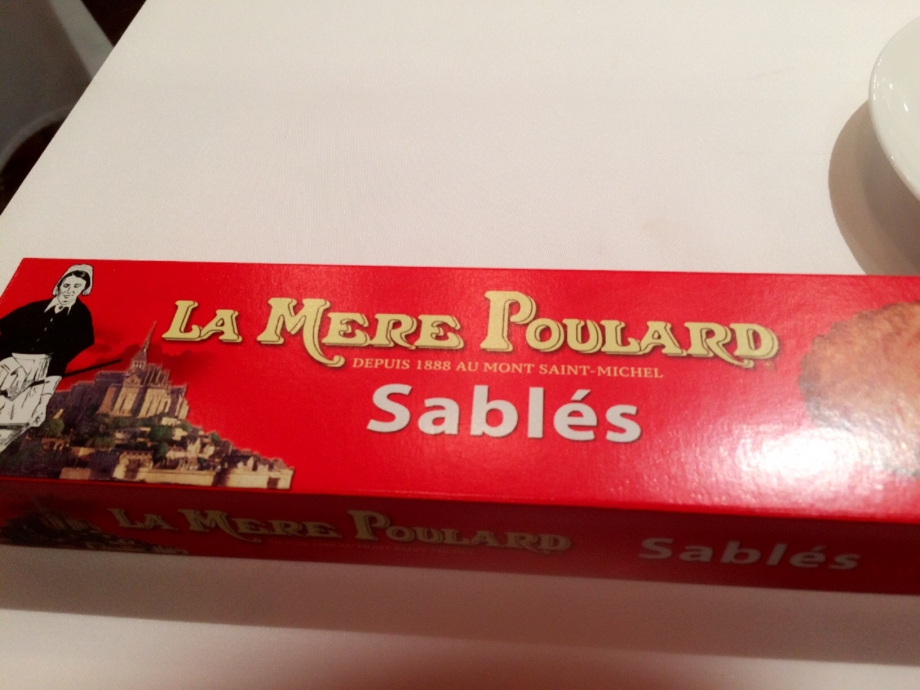 LA MERE POULARD
DEPUIS 1888 AU MONT SAINT-MICHEL
Sablés
LA MERE POULARD
Sablés